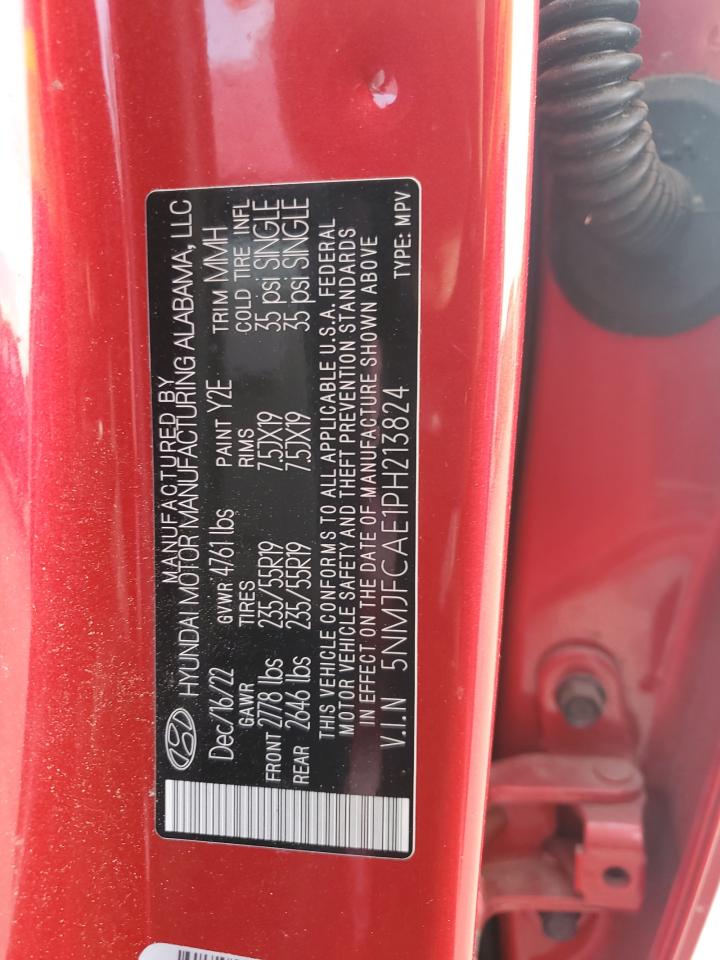 MANUFACTURED BY
HYUNDAI MOTOR MANUFACTURING ALABAMA, LLC
Dec/16/22 GVWR 4761 lbs PAINT Y2E TRIM MMH
GAWR TIRES RIMS COLD TIRE INFL
FRONT 2778 lbs 235/55R19 7.5JX19 35 psi SINGLE
REAR 2646 lbs 235/55R19 7.5JX19 35 psi SINGLE
THIS VEHICLE CONFORMS TO ALL APPLICABLE U.S.A. FEDERAL
MOTOR VEHICLE SAFETY AND THEFT PREVENTION STANDARDS
IN EFFECT ON THE DATE OF MANUFACTURE SHOWN ABOVE
V.I.N 5NMJFCAE1PH213824 TYPE: MPV